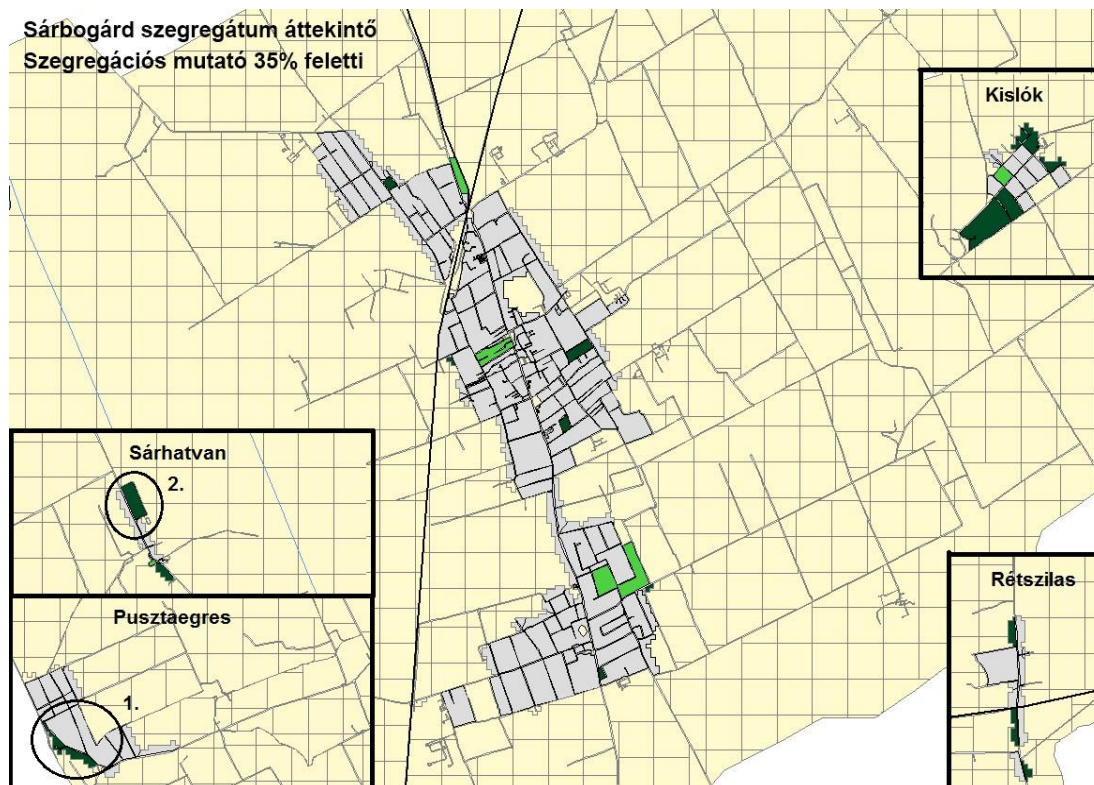 Sárbogárd szegregátum áttekintő
Szegregációs mutató 35% feletti
Kislók
Sárhatvan
2.
Pusztaegres
1.
Rétszilas